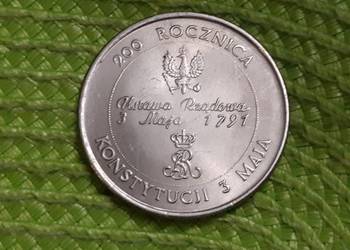 200 ROCZNICA
Ustawa Rządowa
3 Maja 1791
KONSTYTUCJI 3 MAJA